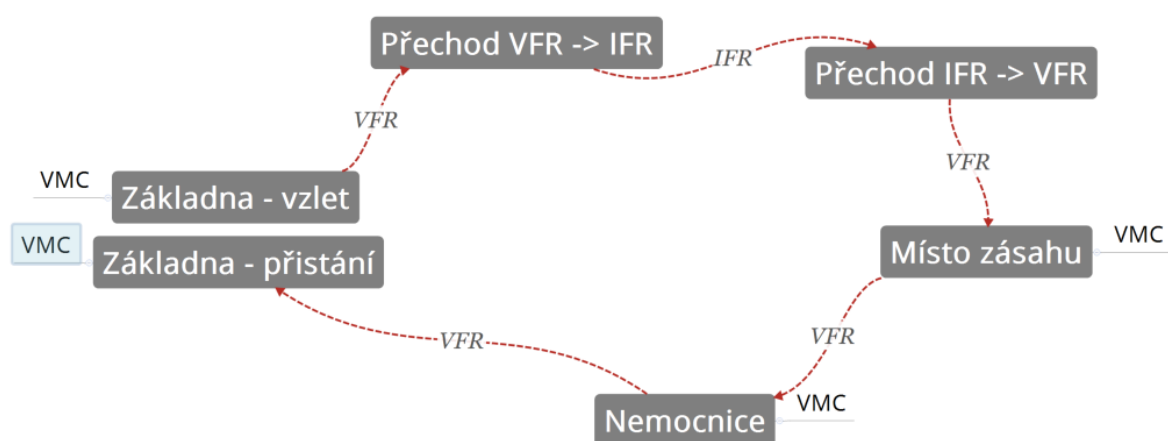 Přechod VFR -> IFR
IFR
Přechod IFR -> VFR
VFR
VFR
VMC
Základna - vzlet
VMC
Základna - přistání
Místo zásahu
VMC
VFR
VFR
Nemocnice
VMC